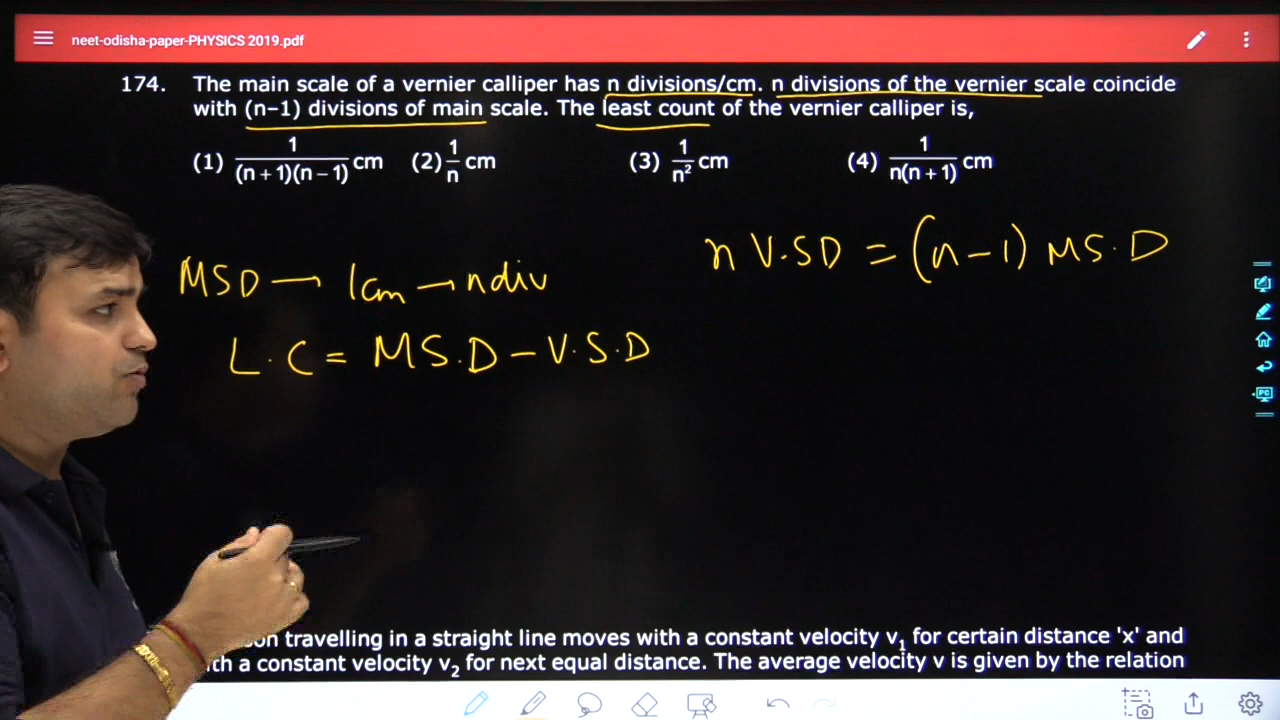 neet-odisha-paper-PHYSICS 2019.pdf
174. The main scale of a vernier calliper has n divisions/cm. n divisions of the vernier scale coincide
with (n−1) divisions of main scale. The least count of the vernier calliper is,
(1) 1/((n + 1)(n − 1)) cm (2) 1/n cm (3) 1/n² cm (4) 1/(n(n + 1)) cm
n V.SD = (n − 1) MS.D
MSD → 1cm → n div
L.C = MS.D − V.S.D
travelling in a straight line moves with a constant velocity v₁ for certain distance 'x' and
a constant velocity v₂ for next equal distance. The average velocity v is given by the relation
PC